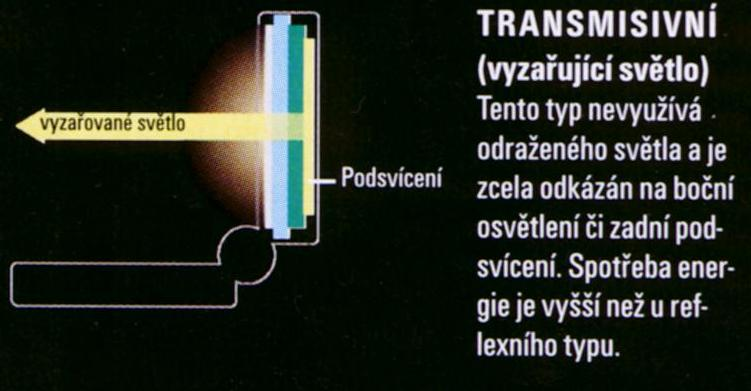 TRANSMISIVNÍ
(vyzařující světlo)
Tento typ nevyužívá
odraženého světla a je
zcela odkázán na boční
osvětlení či zadní pod-
svícení. Spotřeba ener-
gie je vyšší než u ref-
lexního typu.
vyzařované světlo
Podsvícení